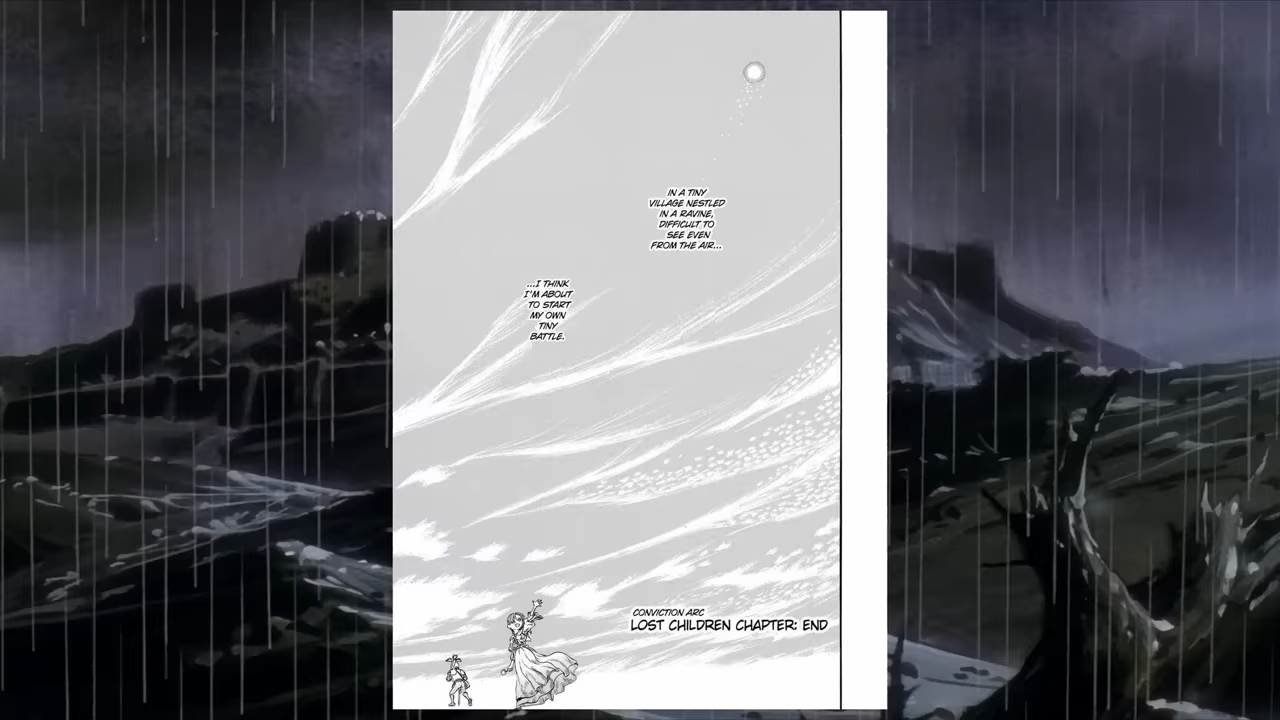 IN A TINY
VILLAGE NESTLED
IN A RAVINE,
DIFFICULT TO
SEE EVEN
FROM THE AIR...
...I THINK
I'M ABOUT
TO START
MY OWN
TINY
BATTLE.
CONVICTION ARC
LOST CHILDREN CHAPTER: END